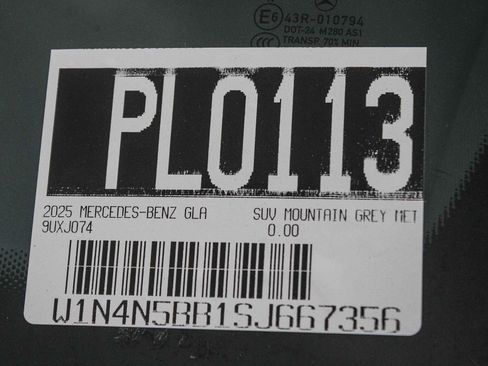 E6 43R-010794
DOT-24 M280 AS1
CCC TRANSP. 70% MIN
PL0113
2025 MERCEDES-BENZ GLA SUV MOUNTAIN GREY MET
9UXJ074 0.00
W1N4N5BB1SJ667356